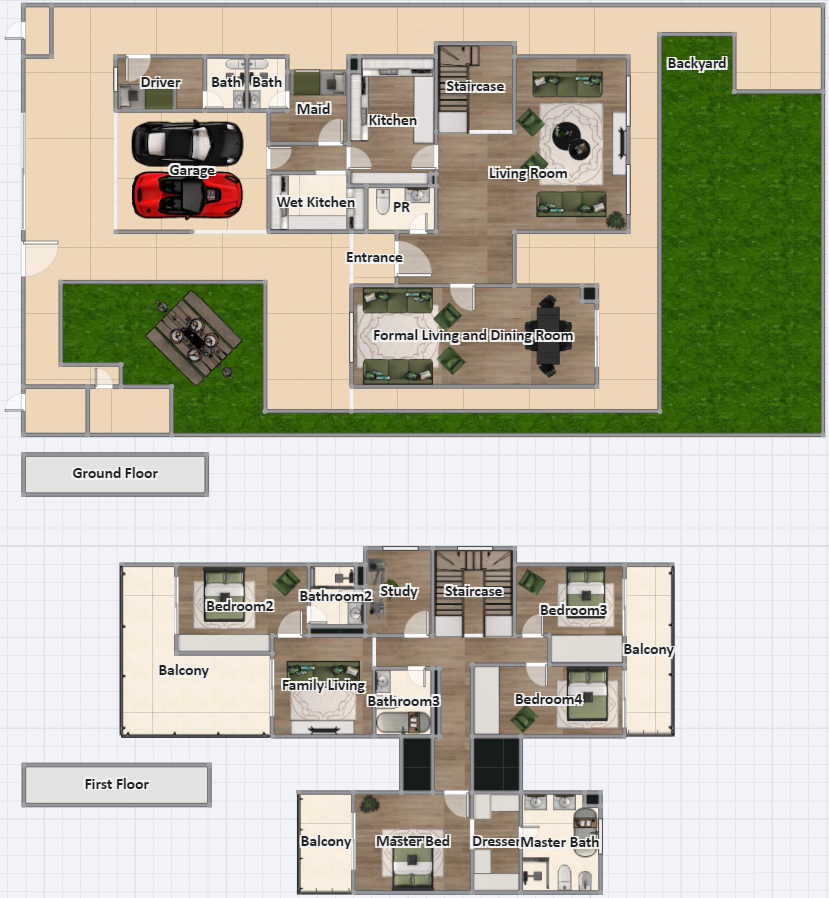 Backyard
Driver
Bath
Bath
Staircase
Maid
Kitchen
Garage
Living Room
Wet Kitchen
PR
Entrance
Formal Living and Dining Room
Ground Floor
Bedroom2
Bathroom2
Study
Staircase
Bedroom3
Balcony
Family Living
Bathroom3
Bedroom4
Balcony
First Floor
Balcony
Master Bed
Dresser
Master Bath